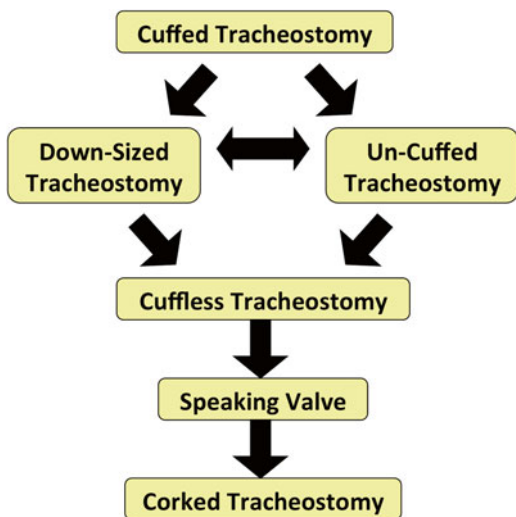 Cuffed Tracheostomy
Down-Sized
Tracheostomy
Un-Cuffed
Tracheostomy
Cuffless Tracheostomy
Speaking Valve
Corked Tracheostomy